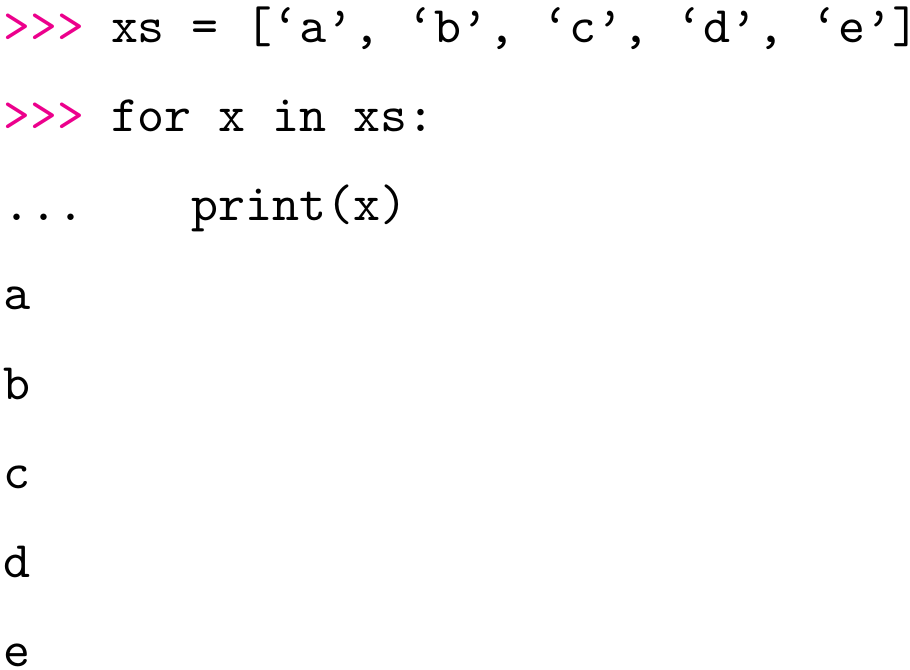 >>> xs = [‘a’, ‘b’, ‘c’, ‘d’, ‘e’]
>>> for x in xs:
...    print(x)
a
b
c
d
e